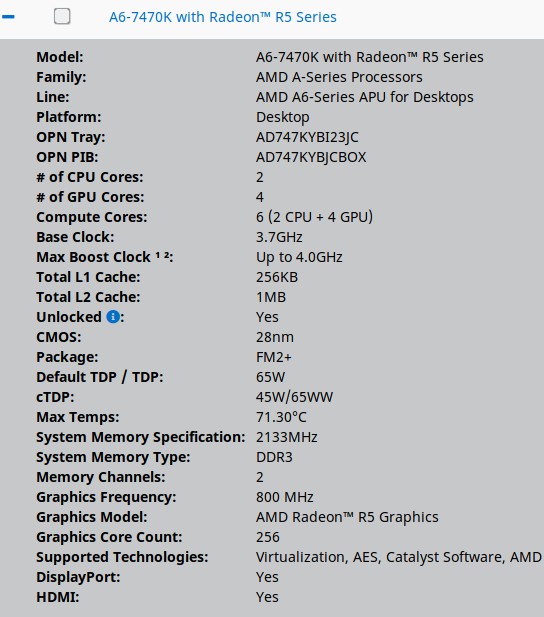 A6-7470K with Radeon™ R5 Series
Model: A6-7470K with Radeon™ R5 Series
Family: AMD A-Series Processors
Line: AMD A6-Series APU for Desktops
Platform: Desktop
OPN Tray: AD747KYBI23JC
OPN PIB: AD747KYBJCBOX
# of CPU Cores: 2
# of GPU Cores: 4
Compute Cores: 6 (2 CPU + 4 GPU)
Base Clock: 3.7GHz
Max Boost Clock ¹ ²: Up to 4.0GHz
Total L1 Cache: 256KB
Total L2 Cache: 1MB
Unlocked i: Yes
CMOS: 28nm
Package: FM2+
Default TDP / TDP: 65W
cTDP: 45W/65WW
Max Temps: 71.30°C
System Memory Specification: 2133MHz
System Memory Type: DDR3
Memory Channels: 2
Graphics Frequency: 800 MHz
Graphics Model: AMD Radeon™ R5 Graphics
Graphics Core Count: 256
Supported Technologies: Virtualization, AES, Catalyst Software, AMD
DisplayPort: Yes
HDMI: Yes